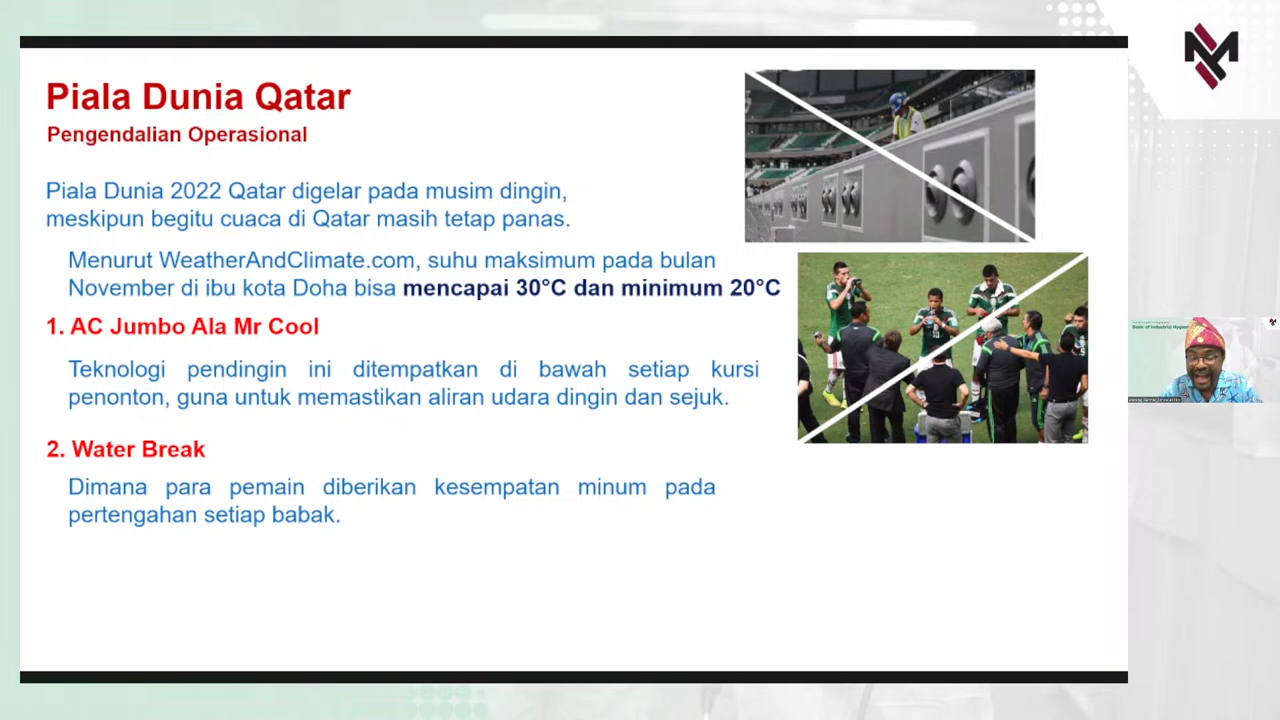 Piala Dunia Qatar
Pengendalian Operasional
Piala Dunia 2022 Qatar digelar pada musim dingin,
meskipun begitu cuaca di Qatar masih tetap panas.
Menurut WeatherAndClimate.com, suhu maksimum pada bulan
November di ibu kota Doha bisa mencapai 30°C dan minimum 20°C
1. AC Jumbo Ala Mr Cool
Teknologi pendingin ini ditempatkan di bawah setiap kursi
penonton, guna untuk memastikan aliran udara dingin dan sejuk.
2. Water Break
Dimana para pemain diberikan kesempatan minum pada
pertengahan setiap babak.
Basic of Industrial